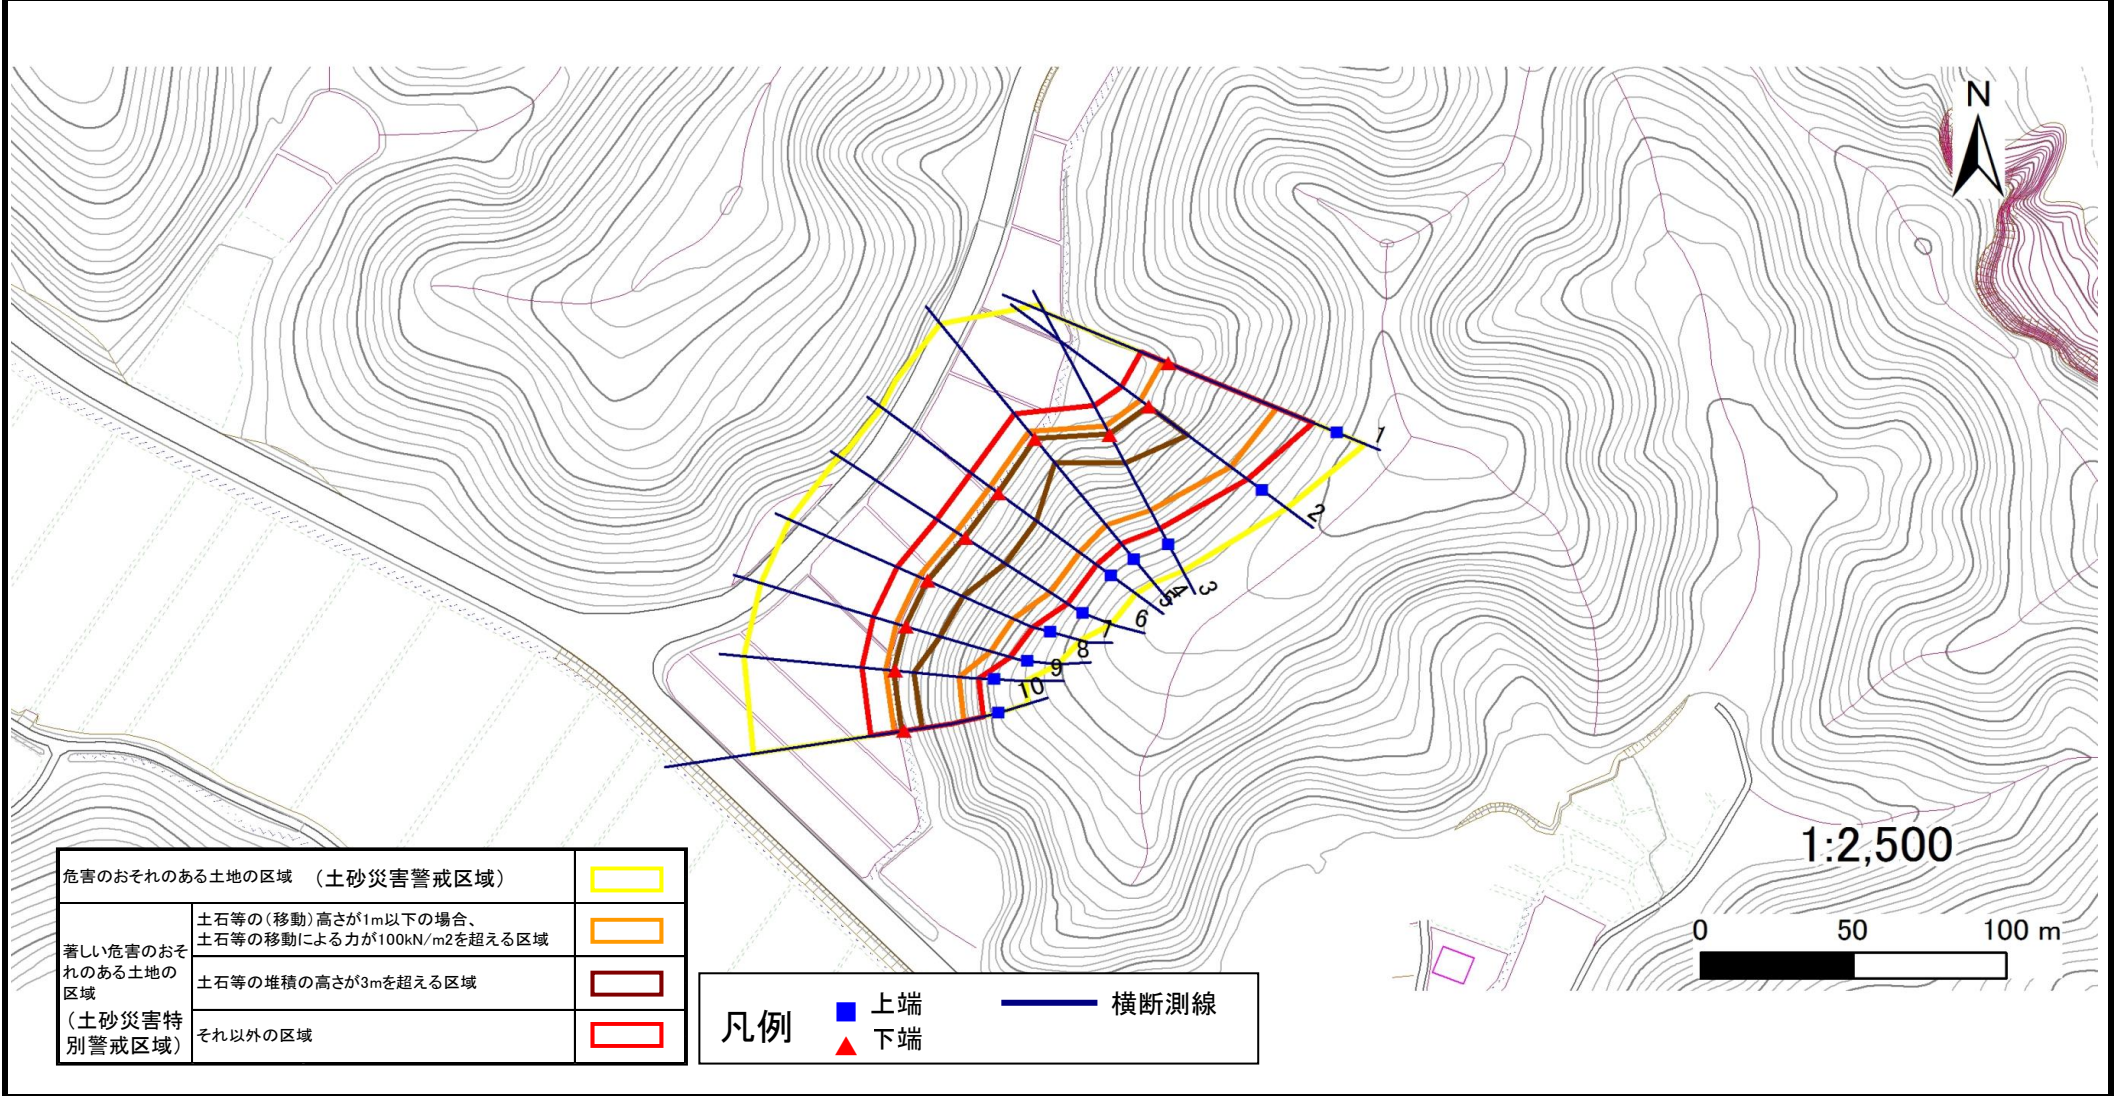 N
1
2
3
4
5
6
7
8
9
10
1:2,500
0 50 100 m
危害のおそれのある土地の区域 (土砂災害警戒区域)
著しい危害のおそ
れのある土地の
区域
(土砂災害特
別警戒区域)
土石等の(移動)高さが1m以下の場合、
土石等の移動による力が100kN/m2を超える区域
土石等の堆積の高さが3mを超える区域
それ以外の区域
凡例
上端
下端
横断測線